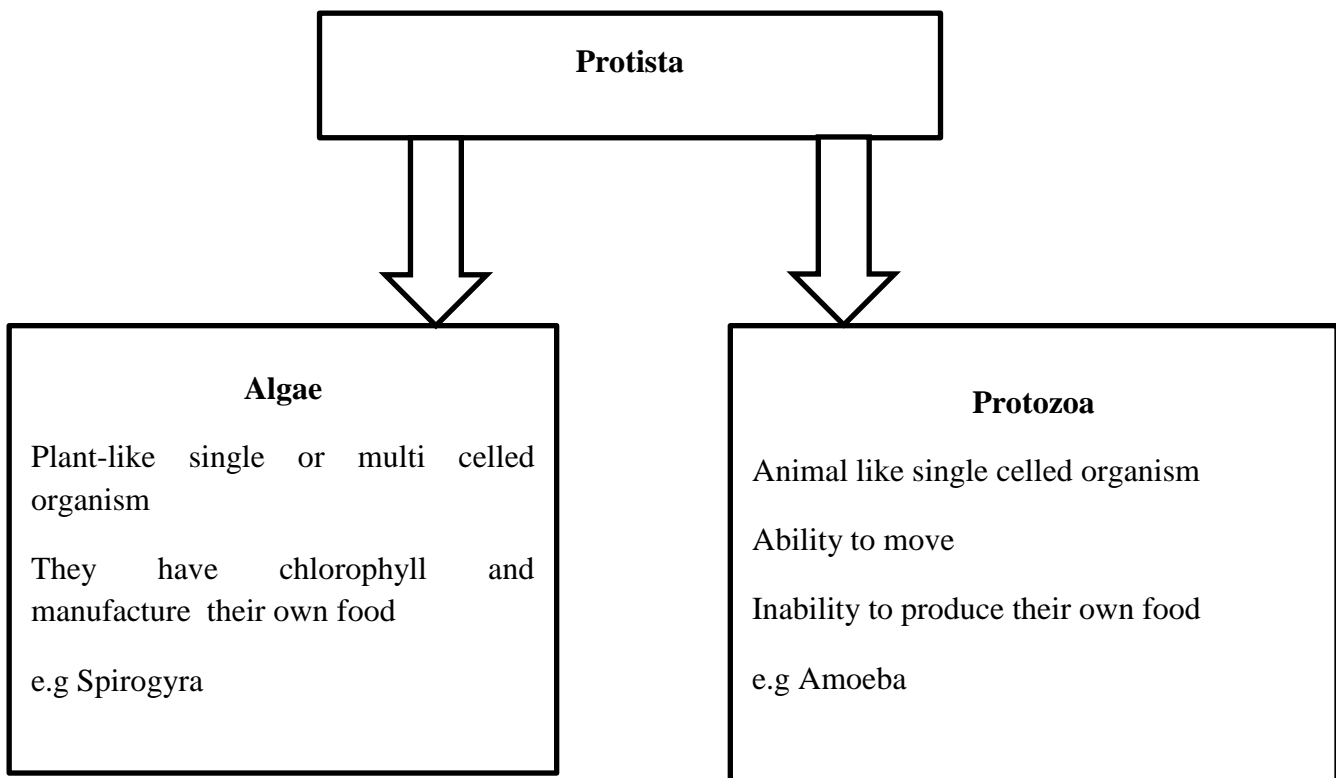 Protista
Algae
Plant-like single or multi celled
organism
They have chlorophyll and
manufacture their own food
e.g Spirogyra
Protozoa
Animal like single celled organism
Ability to move
Inability to produce their own food
e.g Amoeba